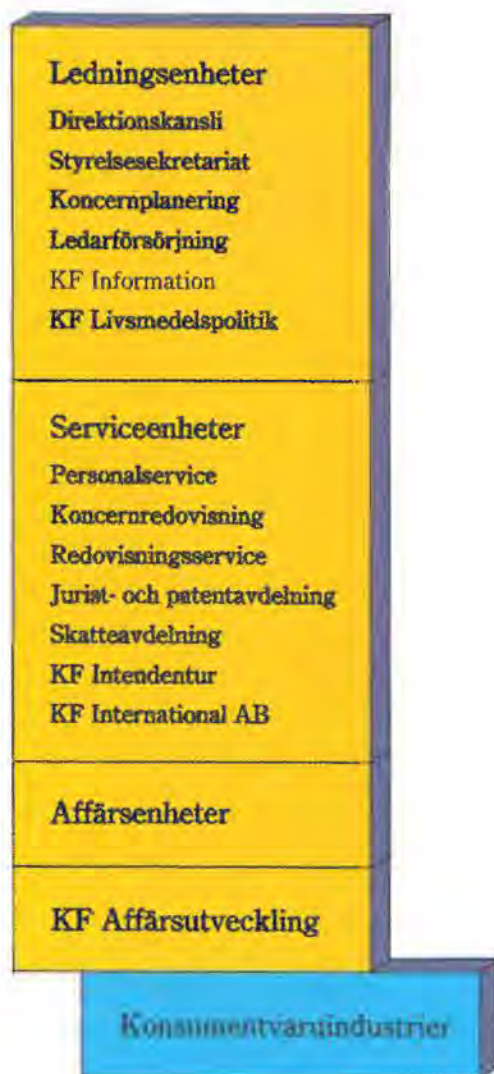 Ledningsenheter
Direktionskansli
Styrelsesekretariat
Koncernplanering
Ledarförsörjning
KF Information
KF Livsmedelspolitik
Serviceenheter
Personalservice
Koncernredovisning
Redovisningsservice
Jurist- och patentavdelning
Skatteavdelning
KF Intendentur
KF International AB
Affärsenheter
KF Affärsutveckling
Konsumentvaruindustrier